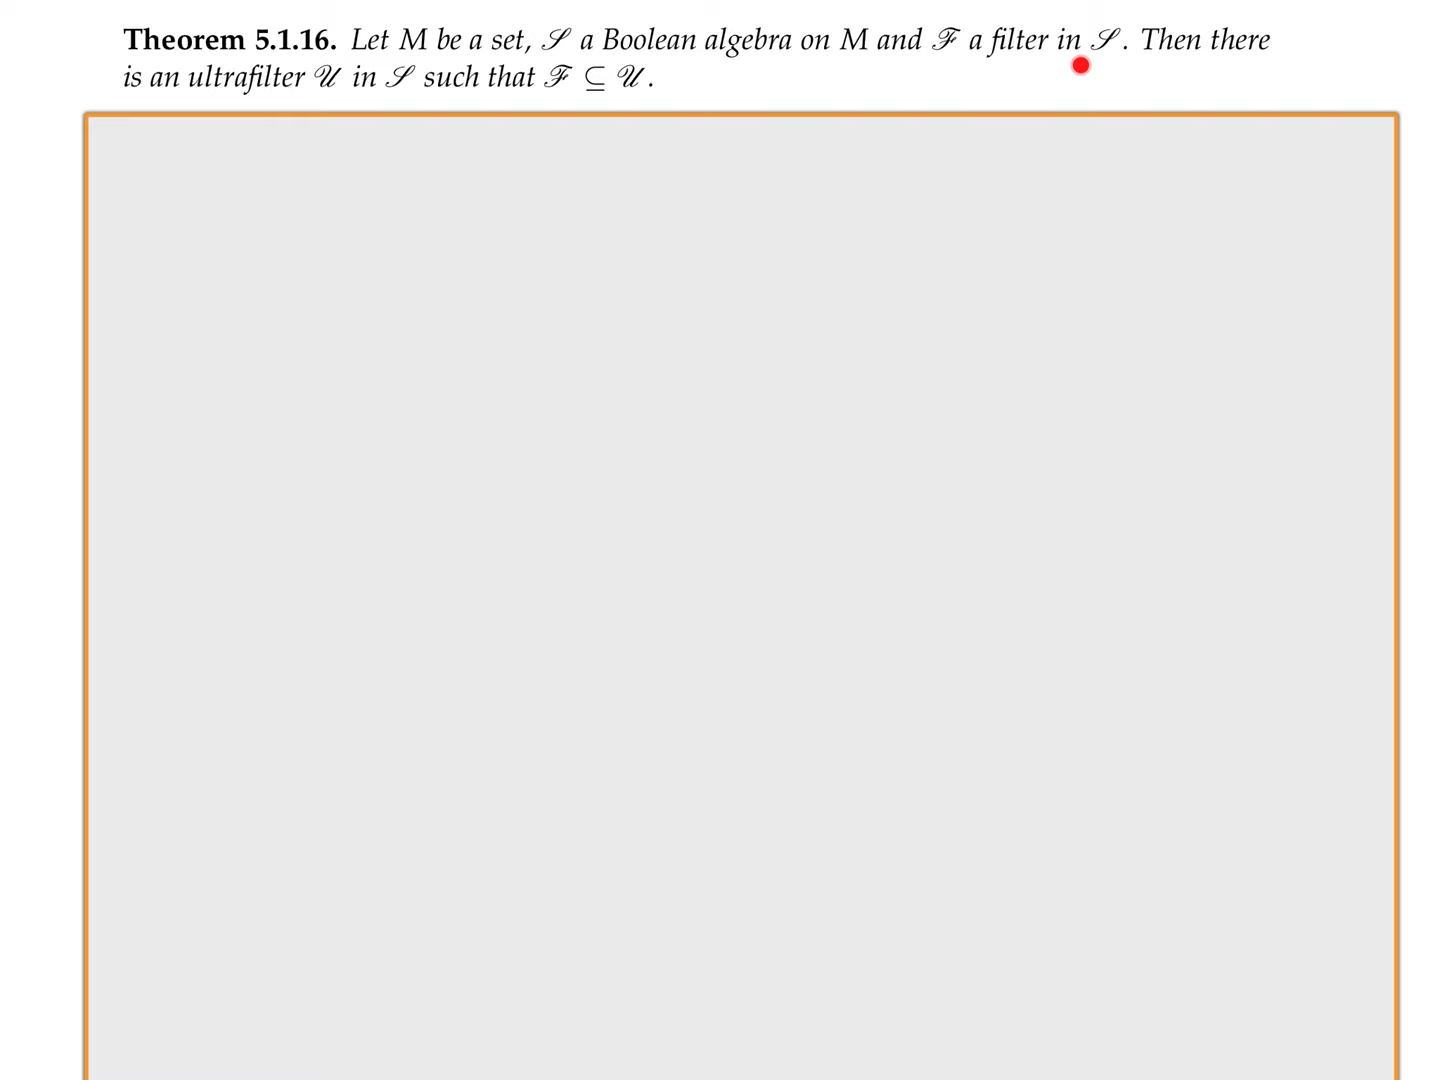 Theorem 5.1.16. Let M be a set, 𝒮 a Boolean algebra on M and ℱ a filter in 𝒮. Then there
is an ultrafilter 𝒰 in 𝒮 such that ℱ ⊆ 𝒰.